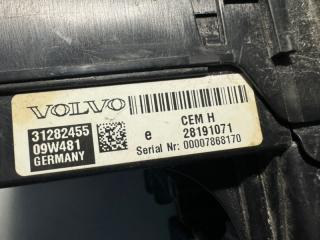 VOLVO
31282455
09W481
GERMANY
e
CEM H
28191071
Serial Nr: 00007868170